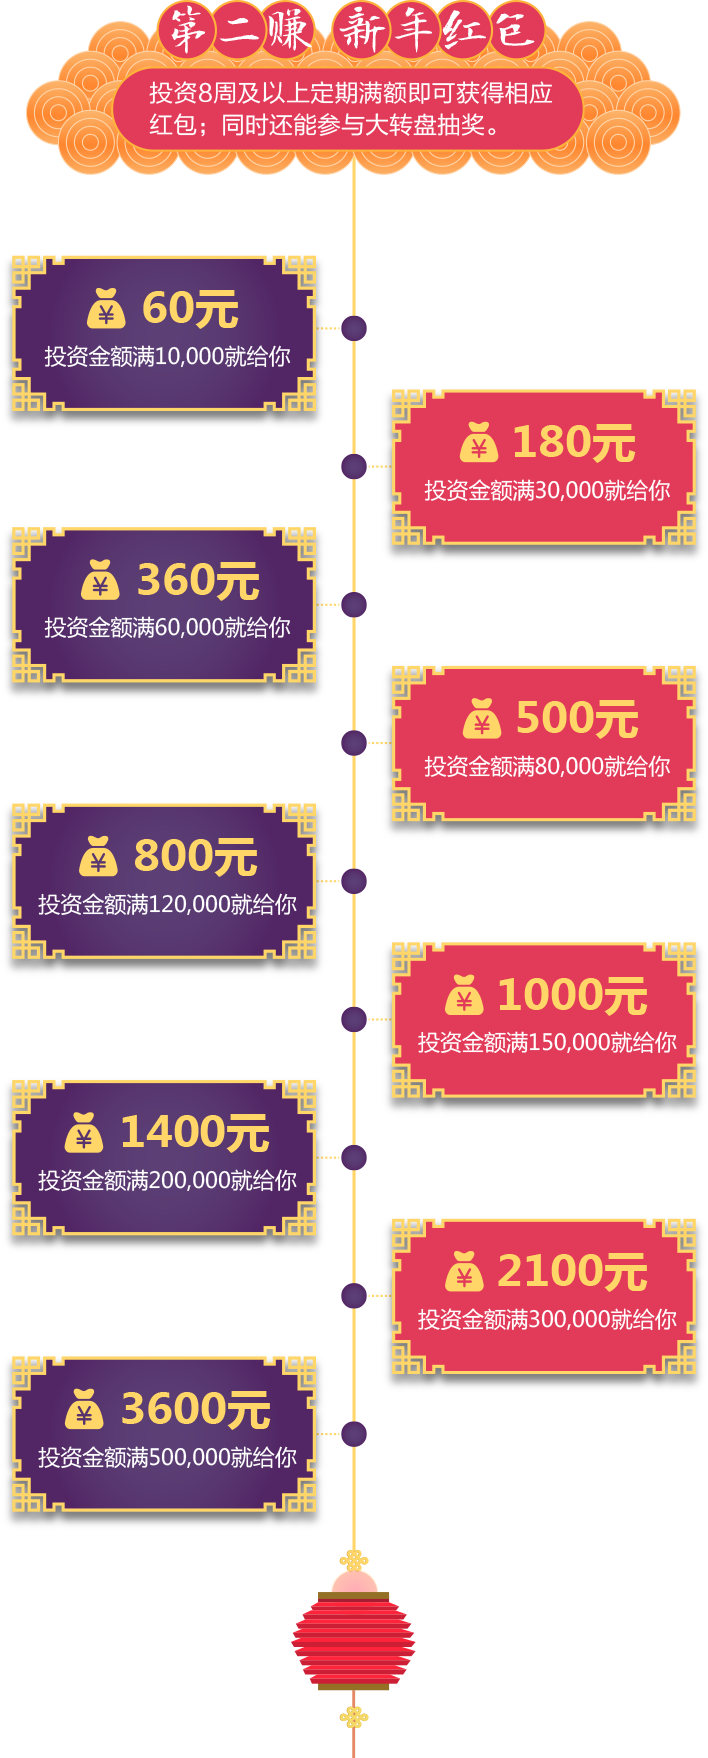 第二赚 新年红包
投资8周及以上定期满额即可获得相应
红包；同时还能参与大转盘抽奖。
¥ 60元
投资金额满10,000就给你
¥ 180元
投资金额满30,000就给你
¥ 360元
投资金额满60,000就给你
¥ 500元
投资金额满80,000就给你
¥ 800元
投资金额满120,000就给你
¥ 1000元
投资金额满150,000就给你
¥ 1400元
投资金额满200,000就给你
¥ 2100元
投资金额满300,000就给你
¥ 3600元
投资金额满500,000就给你